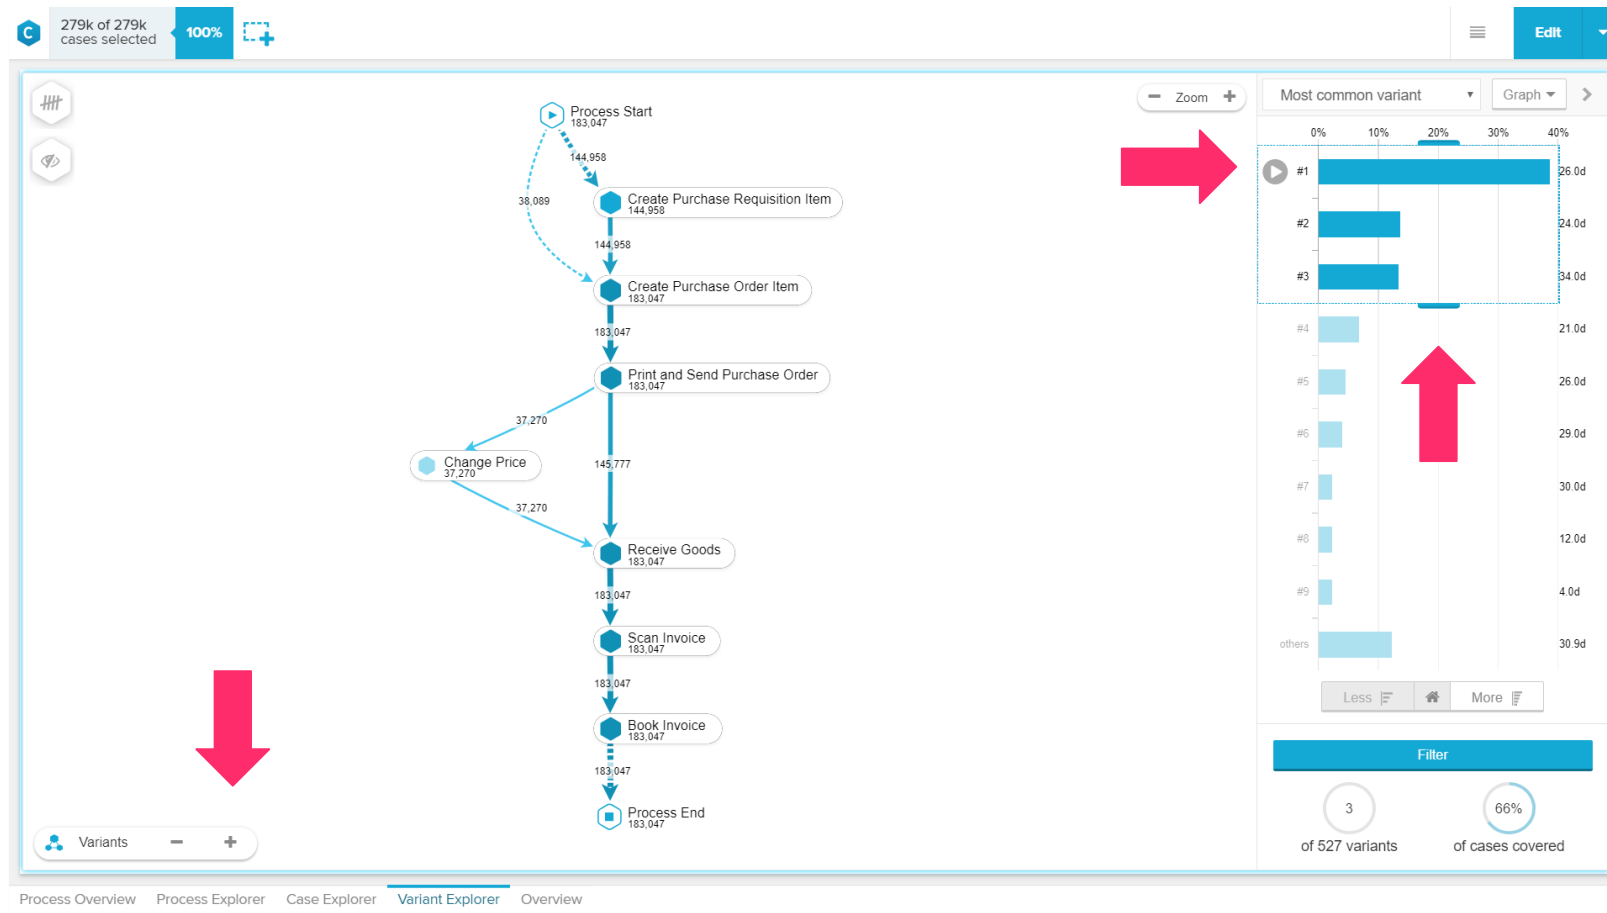 C
279k of 279k
cases selected
100%
Edit
Zoom
Most common variant
Graph
0% 10% 20% 30% 40%
Process Start
183,047
144,958
38,089
Create Purchase Requisition Item
144,958
144,958
Create Purchase Order Item
183,047
183,047
Print and Send Purchase Order
183,047
37,270
Change Price
37,270
145,777
37,270
Receive Goods
183,047
183,047
Scan Invoice
183,047
183,047
Book Invoice
183,047
183,047
Process End
183,047
#1 26.0d
#2 24.0d
#3 34.0d
#4 21.0d
#5 26.0d
#6 29.0d
#7 30.0d
#8 12.0d
#9 4.0d
others 30.9d
Less More
Filter
3
of 527 variants
66%
of cases covered
Variants
Process Overview Process Explorer Case Explorer Variant Explorer Overview